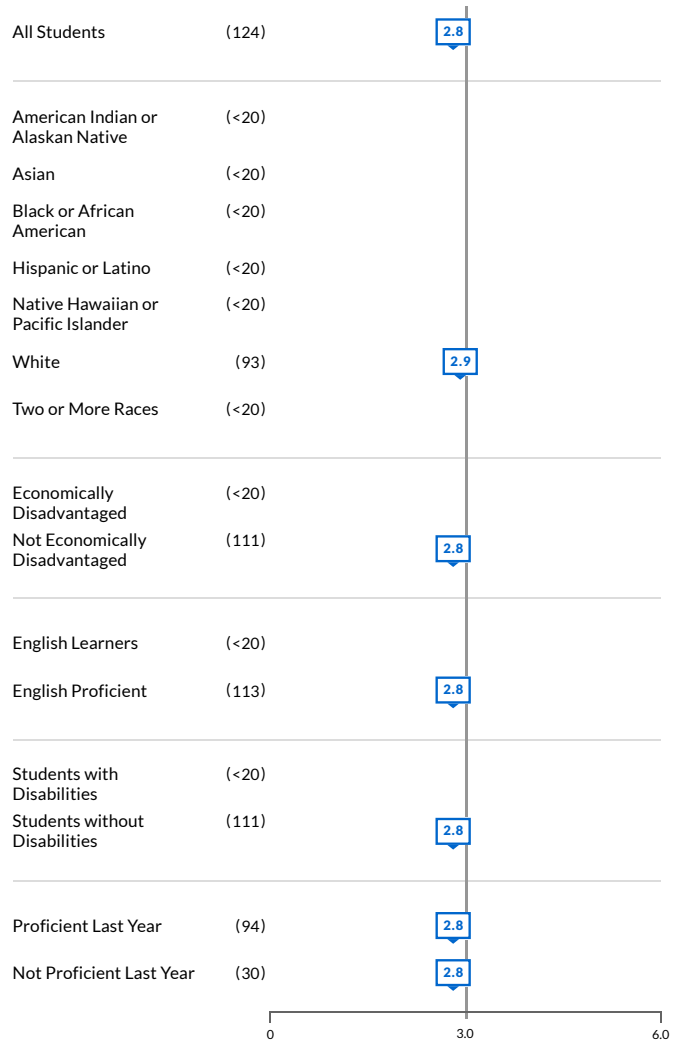 All Students (124) 2.8
American Indian or (<20)
Alaskan Native
Asian (<20)
Black or African (<20)
American
Hispanic or Latino (<20)
Native Hawaiian or (<20)
Pacific Islander
White (93) 2.9
Two or More Races (<20)
Economically (<20)
Disadvantaged
Not Economically (111) 2.8
Disadvantaged
English Learners (<20)
English Proficient (113) 2.8
Students with (<20)
Disabilities
Students without (111) 2.8
Disabilities
Proficient Last Year (94) 2.8
Not Proficient Last Year (30) 2.8
0 3.0 6.0